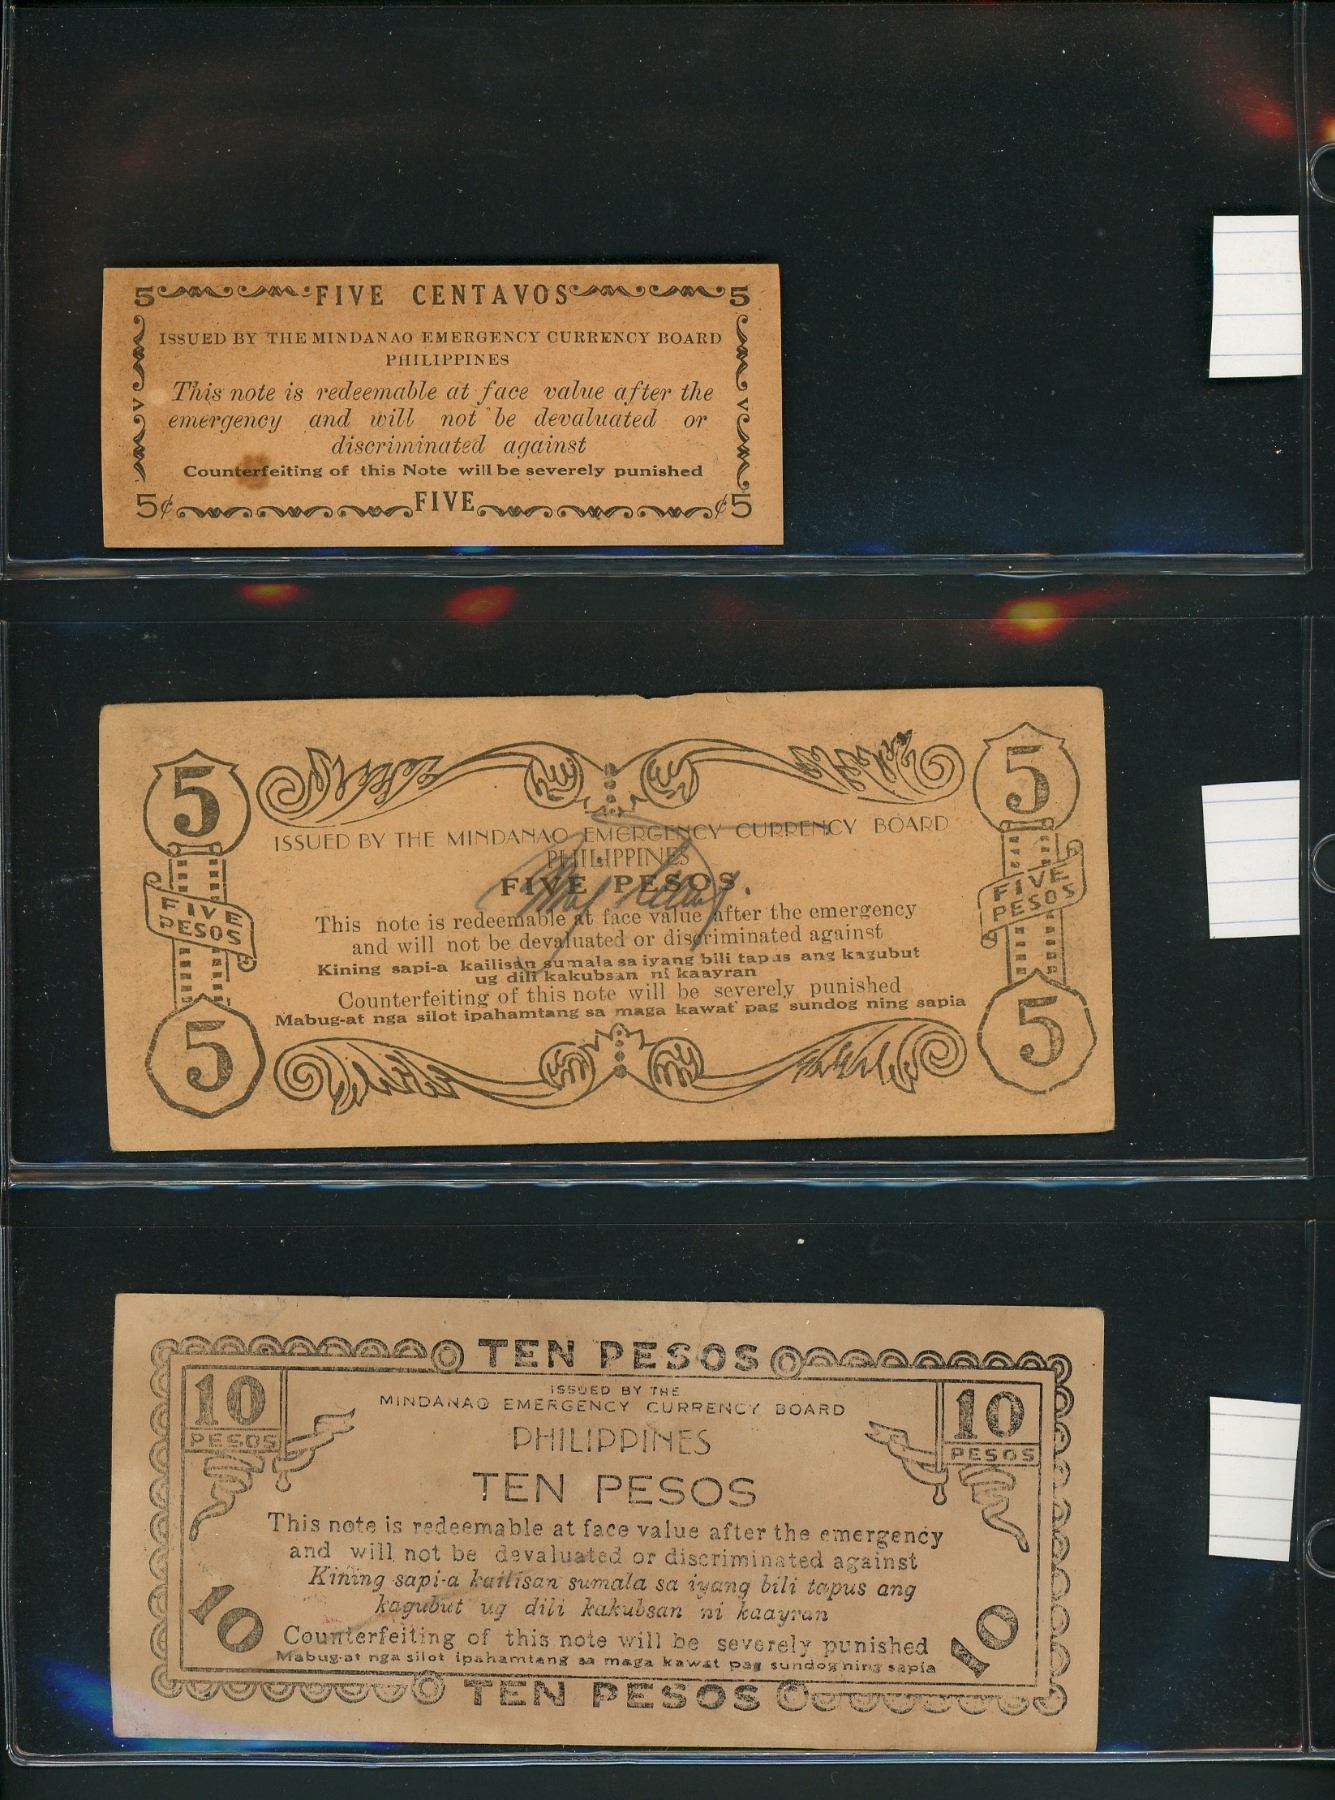 5 FIVE CENTAVOS 5
ISSUED BY THE MINDANAO EMERGENCY CURRENCY BOARD
PHILIPPINES
This note is redeemable at face value after the
emergency and will not be devaluated or
discriminated against
Counterfeiting of this Note will be severely punished
5¢ FIVE ¢5
5 5
ISSUED BY THE MINDANAO EMERGENCY CURRENCY BOARD
PHILIPPINES
FIVE PESOS.
FIVE PESOS
FIVE PESOS
This note is redeemable at face value after the emergency
and will not be devaluated or discriminated against
Kining sapi-a kailisan sumala sa iyang bili tapus ang kagubut
ug dili kakubsan ni kaayran
Counterfeiting of this note will be severely punished
Mabug-at nga silot ipahamtang sa maga kawat pag sundog ning sapia
5 5
TEN PESOS
10 PESOS
10 PESOS
ISSUED BY THE
MINDANAO EMERGENCY CURRENCY BOARD
PHILIPPINES
TEN PESOS
This note is redeemable at face value after the emergency
and will not be devaluated or discriminated against
Kining sapi-a kailisan sumala sa iyang bili tapus ang
kagubut ug dili kakubsan ni kaayran
Counterfeiting of this note will be severely punished
Mabug-at nga silot ipahamtang sa maga kawat pag sundog ning sapia
10 10
TEN PESOS